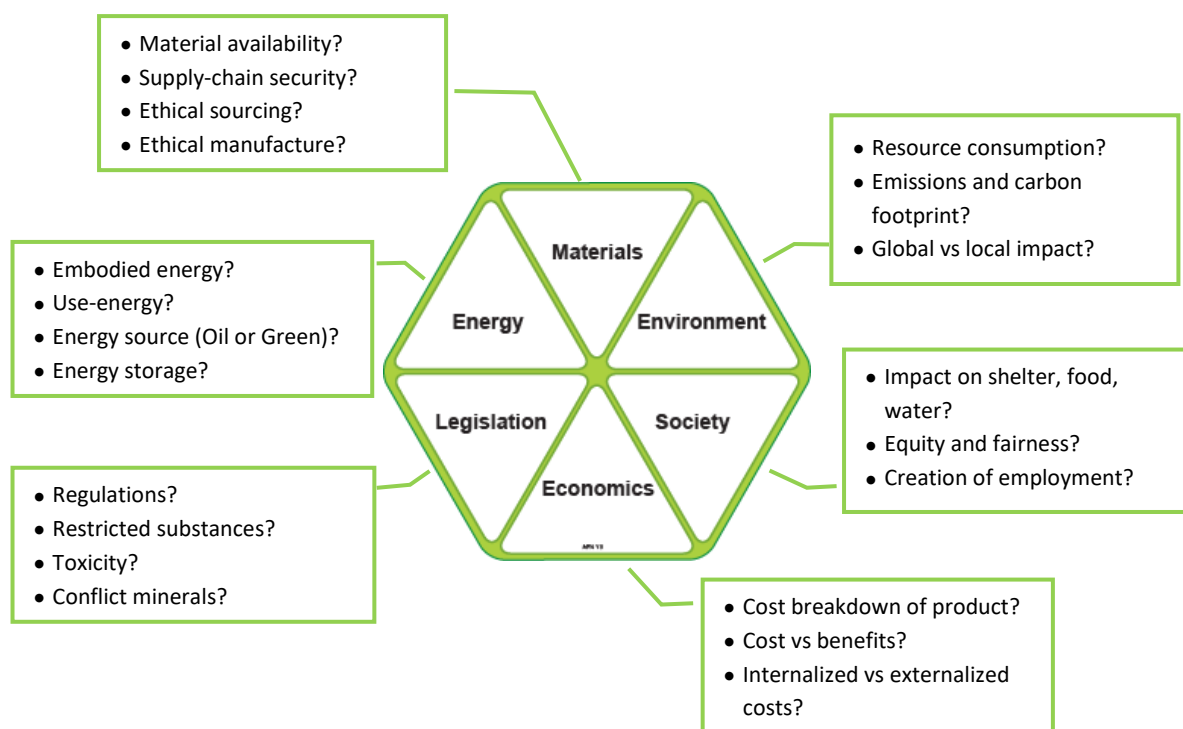 • Material availability?
• Supply-chain security?
• Ethical sourcing?
• Ethical manufacture?
• Resource consumption?
• Emissions and carbon
footprint?
• Global vs local impact?
• Embodied energy?
• Use-energy?
• Energy source (Oil or Green)?
• Energy storage?
Materials
Energy
Environment
Legislation
Society
Economics
• Impact on shelter, food,
water?
• Equity and fairness?
• Creation of employment?
• Regulations?
• Restricted substances?
• Toxicity?
• Conflict minerals?
• Cost breakdown of product?
• Cost vs benefits?
• Internalized vs externalized
costs?